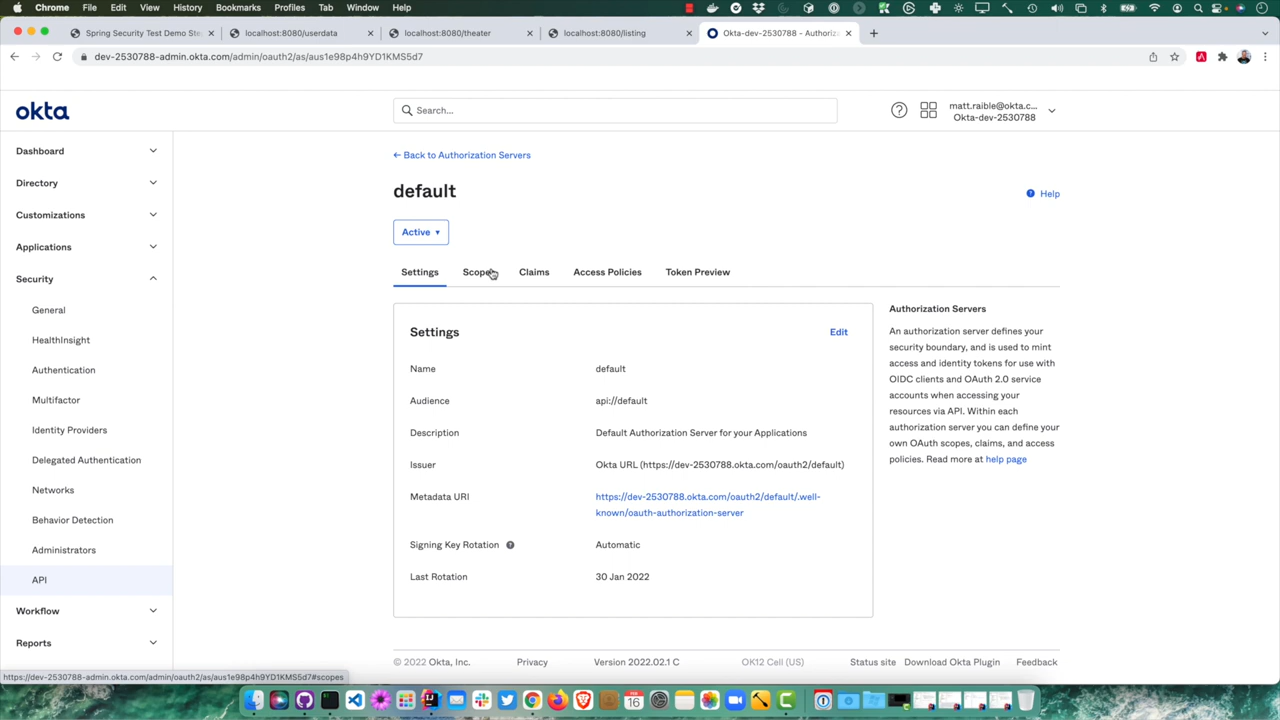 Chrome File Edit View History Bookmarks Profiles Tab Window Help
Spring Security Test Demo Ste
localhost:8080/userdata
localhost:8080/theater
localhost:8080/listing
Okta-dev-2530788 - Authoriz
dev-2530788-admin.okta.com/admin/oauth2/as/aus1e98p4h9YD1KMS5d7
okta
Search...
matt.raible@okta.c...
Okta-dev-2530788
Dashboard
Directory
Customizations
Applications
Security
General
HealthInsight
Authentication
Multifactor
Identity Providers
Delegated Authentication
Networks
Behavior Detection
Administrators
API
Workflow
Reports
← Back to Authorization Servers
default
Help
Active
Settings Scopes Claims Access Policies Token Preview
Settings
Edit
Name default
Audience api://default
Description Default Authorization Server for your Applications
Issuer Okta URL (https://dev-2530788.okta.com/oauth2/default)
Metadata URI https://dev-2530788.okta.com/oauth2/default/.well-
known/oauth-authorization-server
Signing Key Rotation Automatic
Last Rotation 30 Jan 2022
Authorization Servers
An authorization server defines your
security boundary, and is used to mint
access and identity tokens for use with
OIDC clients and OAuth 2.0 service
accounts when accessing your
resources via API. Within each
authorization server you can define your
own OAuth scopes, claims, and access
policies. Read more at help page
© 2022 Okta, Inc. Privacy Version 2022.02.1 C OK12 Cell (US) Status site Download Okta Plugin Feedback
https://dev-2530788-admin.okta.com/admin/oauth2/as/aus1e98p4h9YD1KMS5d7#scopes
FEB
16